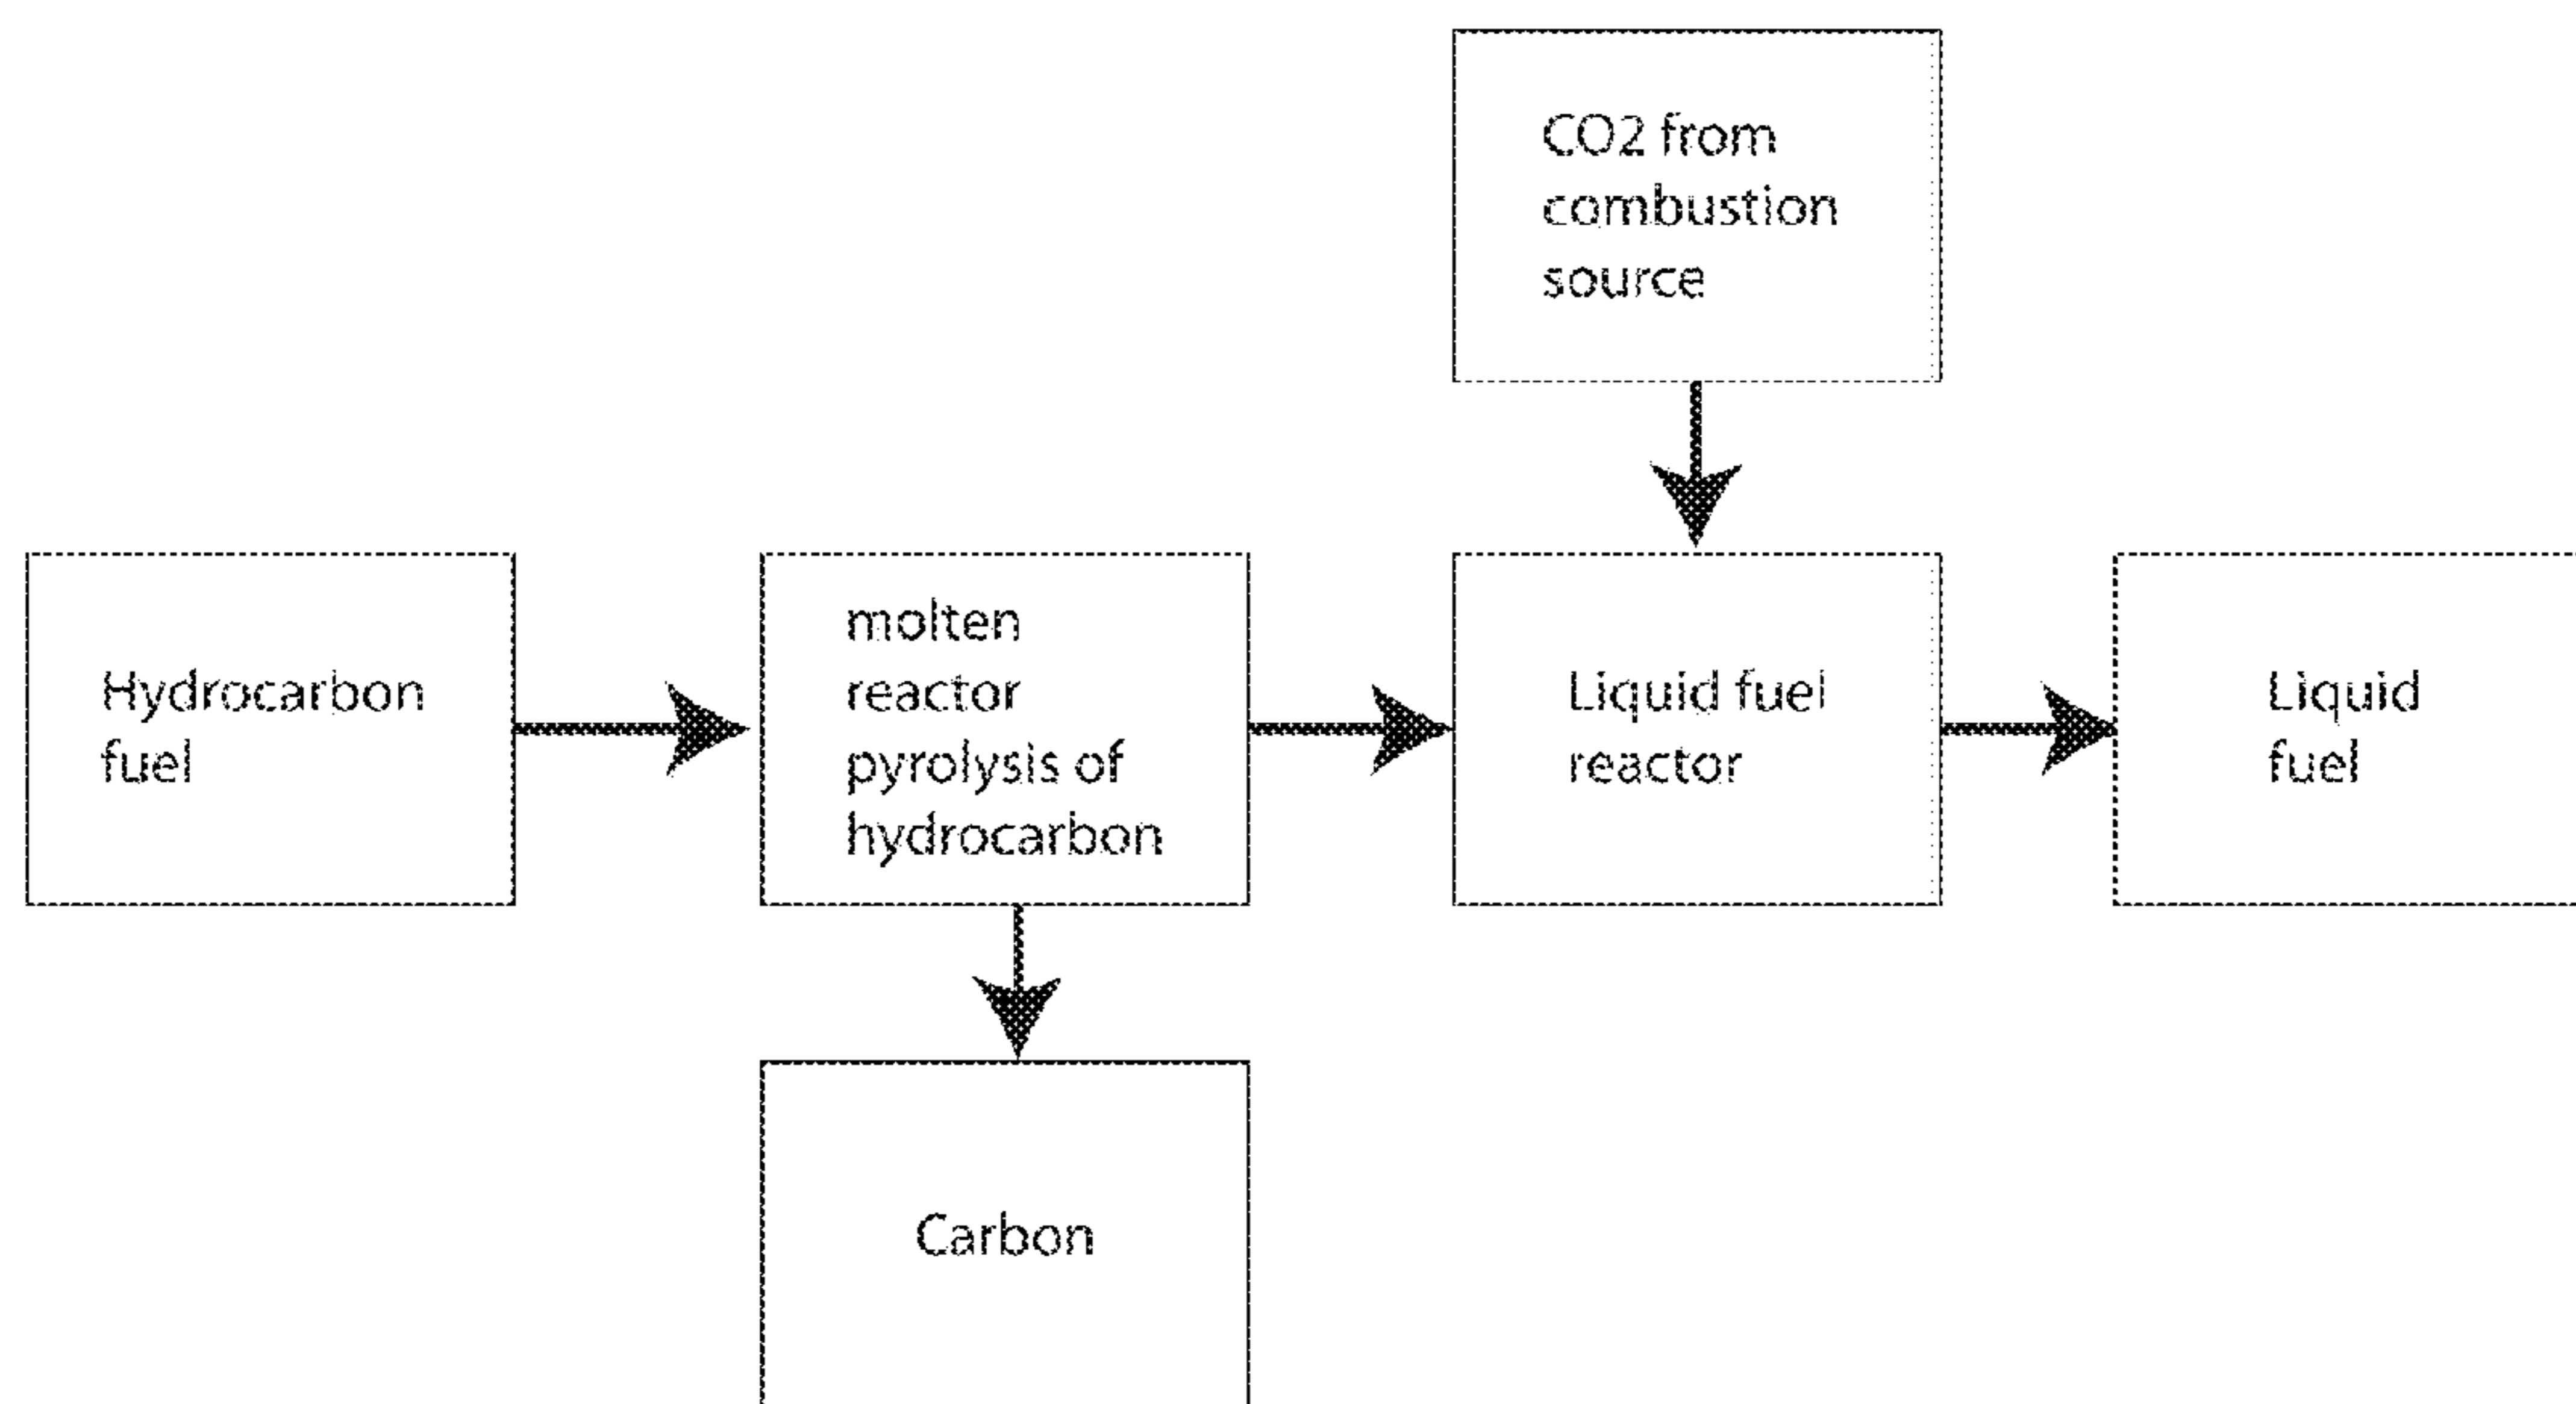 CO2 from
combustion
source
Hydrocarbon
fuel
molten
reactor
pyrolysis of
hydrocarbon
Liquid fuel
reactor
Liquid
fuel
Carbon